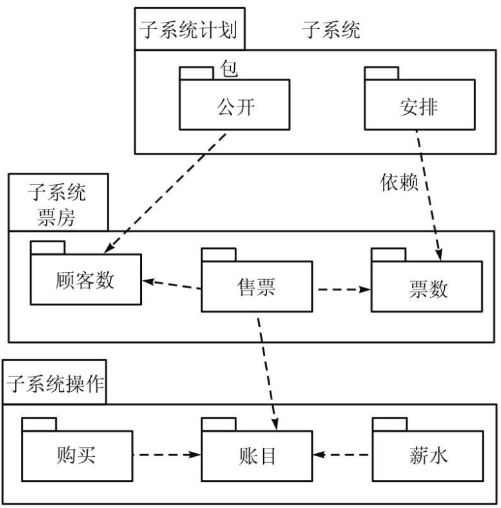 子系统计划
子系统
包
公开
安排
依赖
子系统
票房
顾客数
售票
票数
子系统操作
购买
账目
薪水